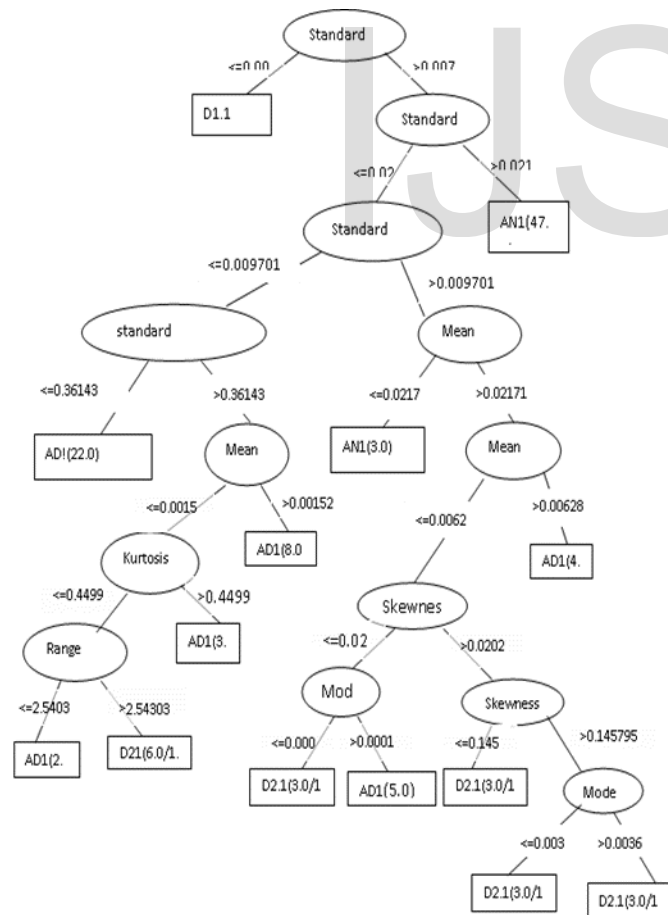 IJS
Standard
<=0.00
>0.007
D1.1
Standard
<=0.02
>0.021
Standard
AN1(47.
<=0.009701
>0.009701
standard
Mean
<=0.36143
>0.36143
<=0.0217
>0.02171
AD!(22.0)
Mean
AN1(3.0)
Mean
<=0.0015
>0.00152
<=0.0062
>0.00628
Kurtosis
AD1(8.0
AD1(4.
<=0.4499
>0.4499
Skewnes
Range
AD1(3.
<=0.02
>0.0202
Mod
Skewness
<=2.5403
>2.54303
<=0.000
>0.0001
<=0.145
>0.145795
AD1(2.
D21(6.0/1.
D2.1(3.0/1
AD1(5.0)
D2.1(3.0/1
Mode
<=0.003
>0.0036
D2.1(3.0/1
D2.1(3.0/1